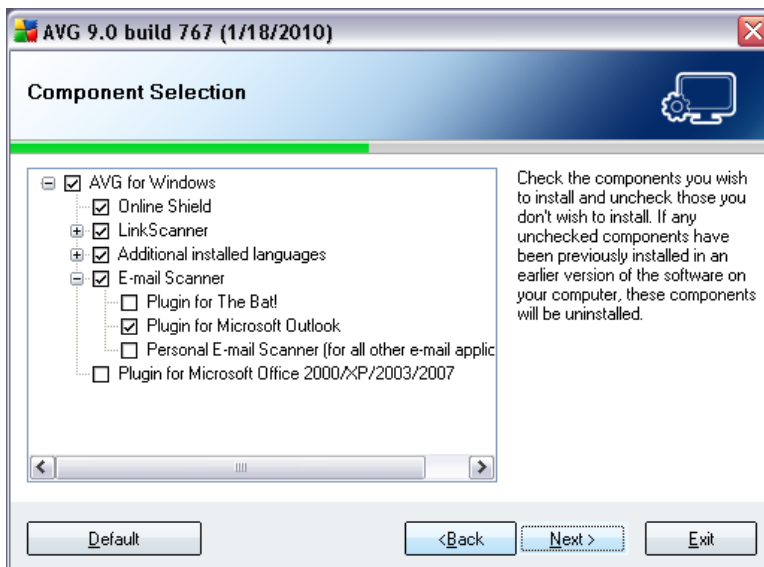 AVG 9.0 build 767 (1/18/2010)
Component Selection
AVG for Windows
Online Shield
LinkScanner
Additional installed languages
E-mail Scanner
Plugin for The Bat!
Plugin for Microsoft Outlook
Personal E-mail Scanner (for all other e-mail applic
Plugin for Microsoft Office 2000/XP/2003/2007
Check the components you wish
to install and uncheck those you
don't wish to install. If any
unchecked components have
been previously installed in an
earlier version of the software on
your computer, these components
will be uninstalled.
Default
<Back
Next >
Exit